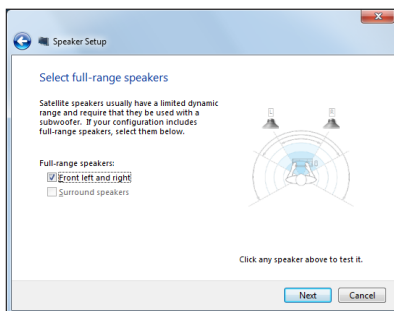 Speaker Setup
Select full-range speakers
Satellite speakers usually have a limited dynamic
range and require that they be used with a
subwoofer. If your configuration includes
full-range speakers, select them below.
L R
Full-range speakers:
Front left and right
Surround speakers
Click any speaker above to test it.
Next Cancel